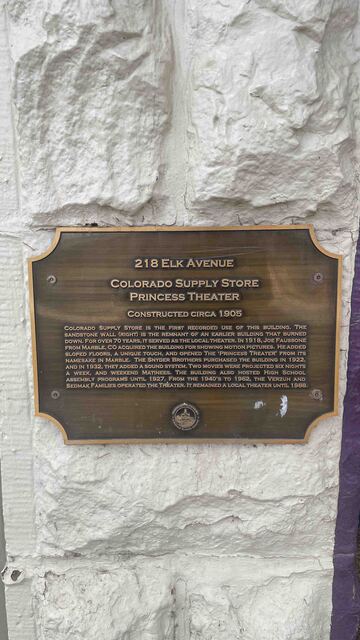 218 Elk Avenue
Colorado Supply Store
Princess Theater
Constructed circa 1905
Colorado Supply Store is the first recorded use of this building. The
sandstone wall (right) is the remnant of an earlier building that burned
down. For over 70 years, it served as the local theater. In 1918, Joe Faussone
from Marble, CO acquired the building for showing motion pictures. He added
sloped floors, a unique touch, and opened the 'Princess Theater' from its
namesake in Marble. The Snyder Brothers purchased the building in 1922,
and in 1932, they added a sound system. Two movies were projected six nights
a week, and weekend matinees. The building also hosted High School
assembly programs until 1927. From the 1940's to 1962, the Verzuh and
Sedmak Families operated the theater. It remained a local theater until 1988.